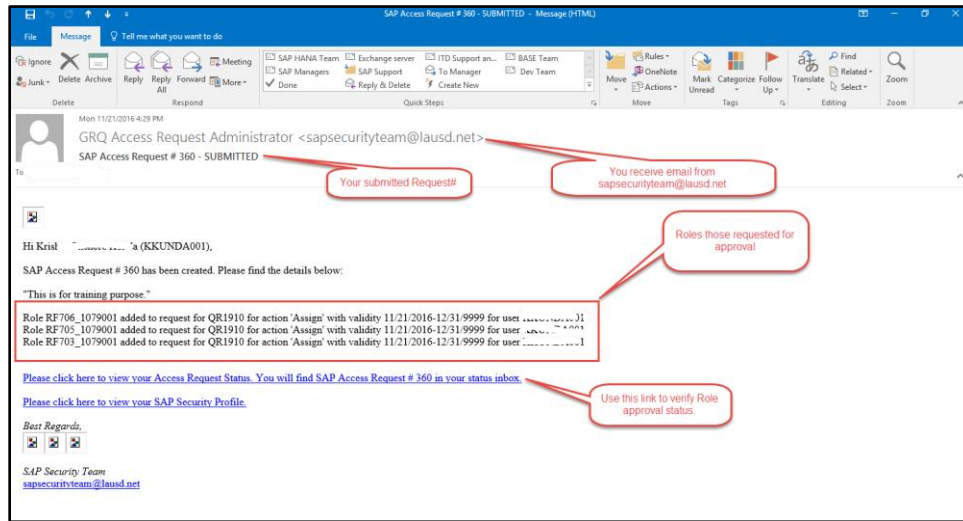 SAP Access Request # 360 - SUBMITTED - Message (HTML)
File Message Tell me what you want to do
Ignore
Junk
Delete Archive
Reply Reply All Forward
Meeting
More
SAP HANA Team Exchange server ITD Support an... BASE Team
SAP Managers SAP Support To Manager Dev Team
Done Reply & Delete Create New
Move
Rules
OneNote
Actions
Mark Unread Categorize Follow Up
Translate
Find
Related
Select
Zoom
Delete Respond Quick Steps Move Tags Editing Zoom
Mon 11/21/2016 4:29 PM
GRQ Access Request Administrator <sapsecurityteam@lausd.net>
SAP Access Request # 360 - SUBMITTED
To
Your submitted Request#
You receive email from
sapsecurityteam@lausd.net
Roles those requested for
approval
Hi (KKUNDA001),
SAP Access Request # 360 has been created. Please find the details below:
"This is for training purpose."
Role RF706_1079001 added to request for QR1910 for action 'Assign' with validity 11/21/2016-12/31/9999 for user
Role RF705_1079001 added to request for QR1910 for action 'Assign' with validity 11/21/2016-12/31/9999 for user
Role RF703_1079001 added to request for QR1910 for action 'Assign' with validity 11/21/2016-12/31/9999 for user
Please click here to view your Access Request Status. You will find SAP Access Request # 360 in your status inbox.
Use this link to verify Role
approval status.
Please click here to view your SAP Security Profile.
Best Regards,
SAP Security Team
sapsecurityteam@lausd.net